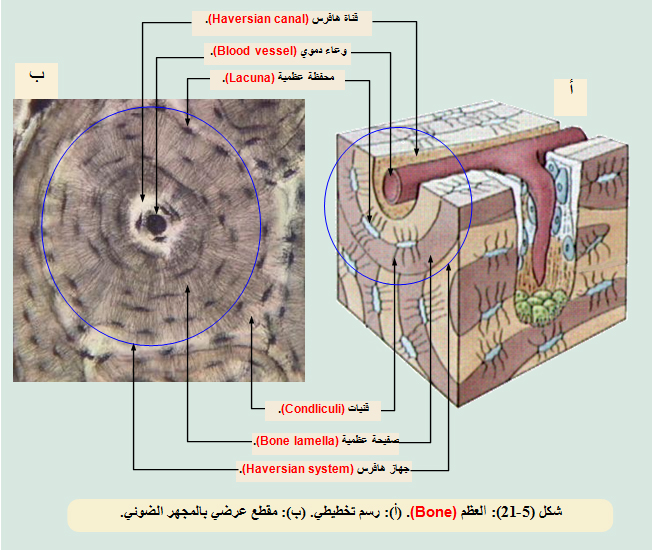 قناة هافرس (Haversian canal).
وعاء دموي (Blood vessel).
محفظة عظمية (Lacuna).
ب
أ
قنيات (Condliculi).
صفيحة عظمية (Bone lamella).
جهاز هافرس (Haversian system).
شكل (5-21): العظم (Bone). (أ): رسم تخطيطي. (ب): مقطع عرضي بالمجهر الضوئي.